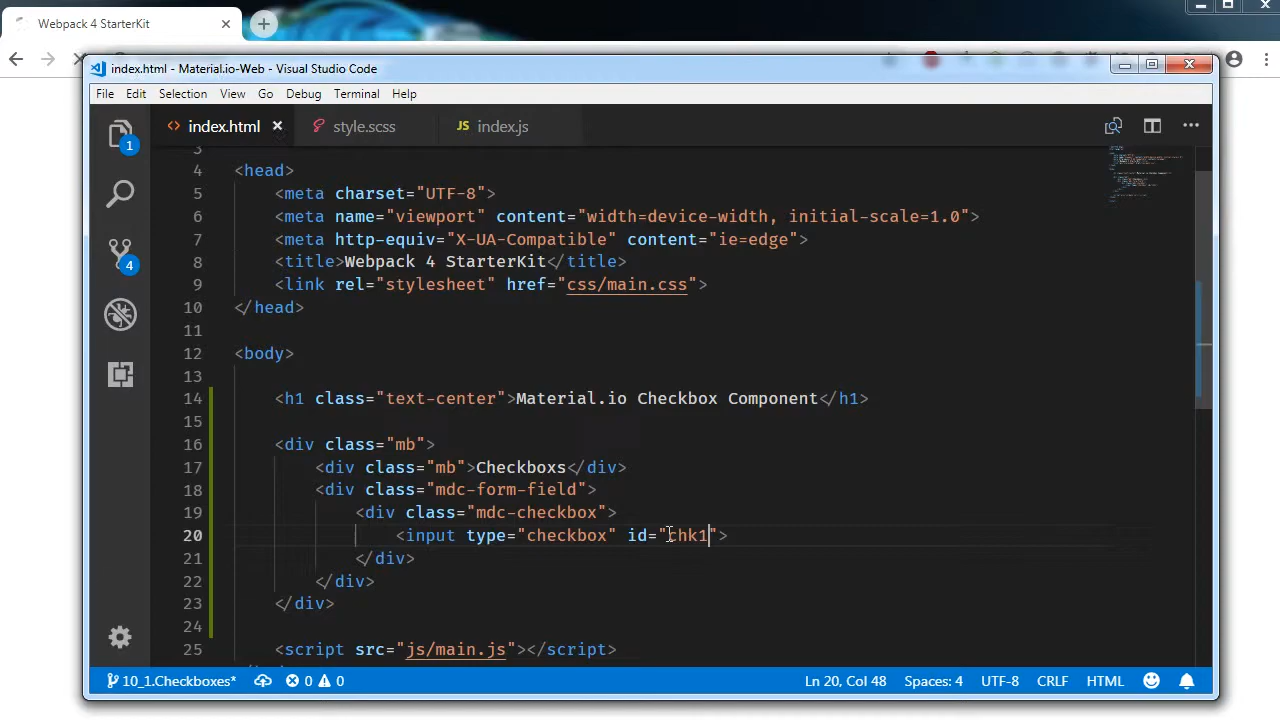 Webpack 4 StarterKit
index.html - Material.io-Web - Visual Studio Code
File Edit Selection View Go Debug Terminal Help
index.html style.scss JS index.js
3
4 <head>
5 <meta charset="UTF-8">
6 <meta name="viewport" content="width=device-width, initial-scale=1.0">
7 <meta http-equiv="X-UA-Compatible" content="ie=edge">
8 <title>Webpack 4 StarterKit</title>
9 <link rel="stylesheet" href="css/main.css">
10 </head>
11
12 <body>
13
14 <h1 class="text-center">Material.io Checkbox Component</h1>
15
16 <div class="mb">
17 <div class="mb">Checkboxs</div>
18 <div class="mdc-form-field">
19 <div class="mdc-checkbox">
20 <input type="checkbox" id="chk1">
21 </div>
22 </div>
23 </div>
24
25 <script src="js/main.js"></script>
1
4
10_1.Checkboxes* 0 0 Ln 20, Col 48 Spaces: 4 UTF-8 CRLF HTML